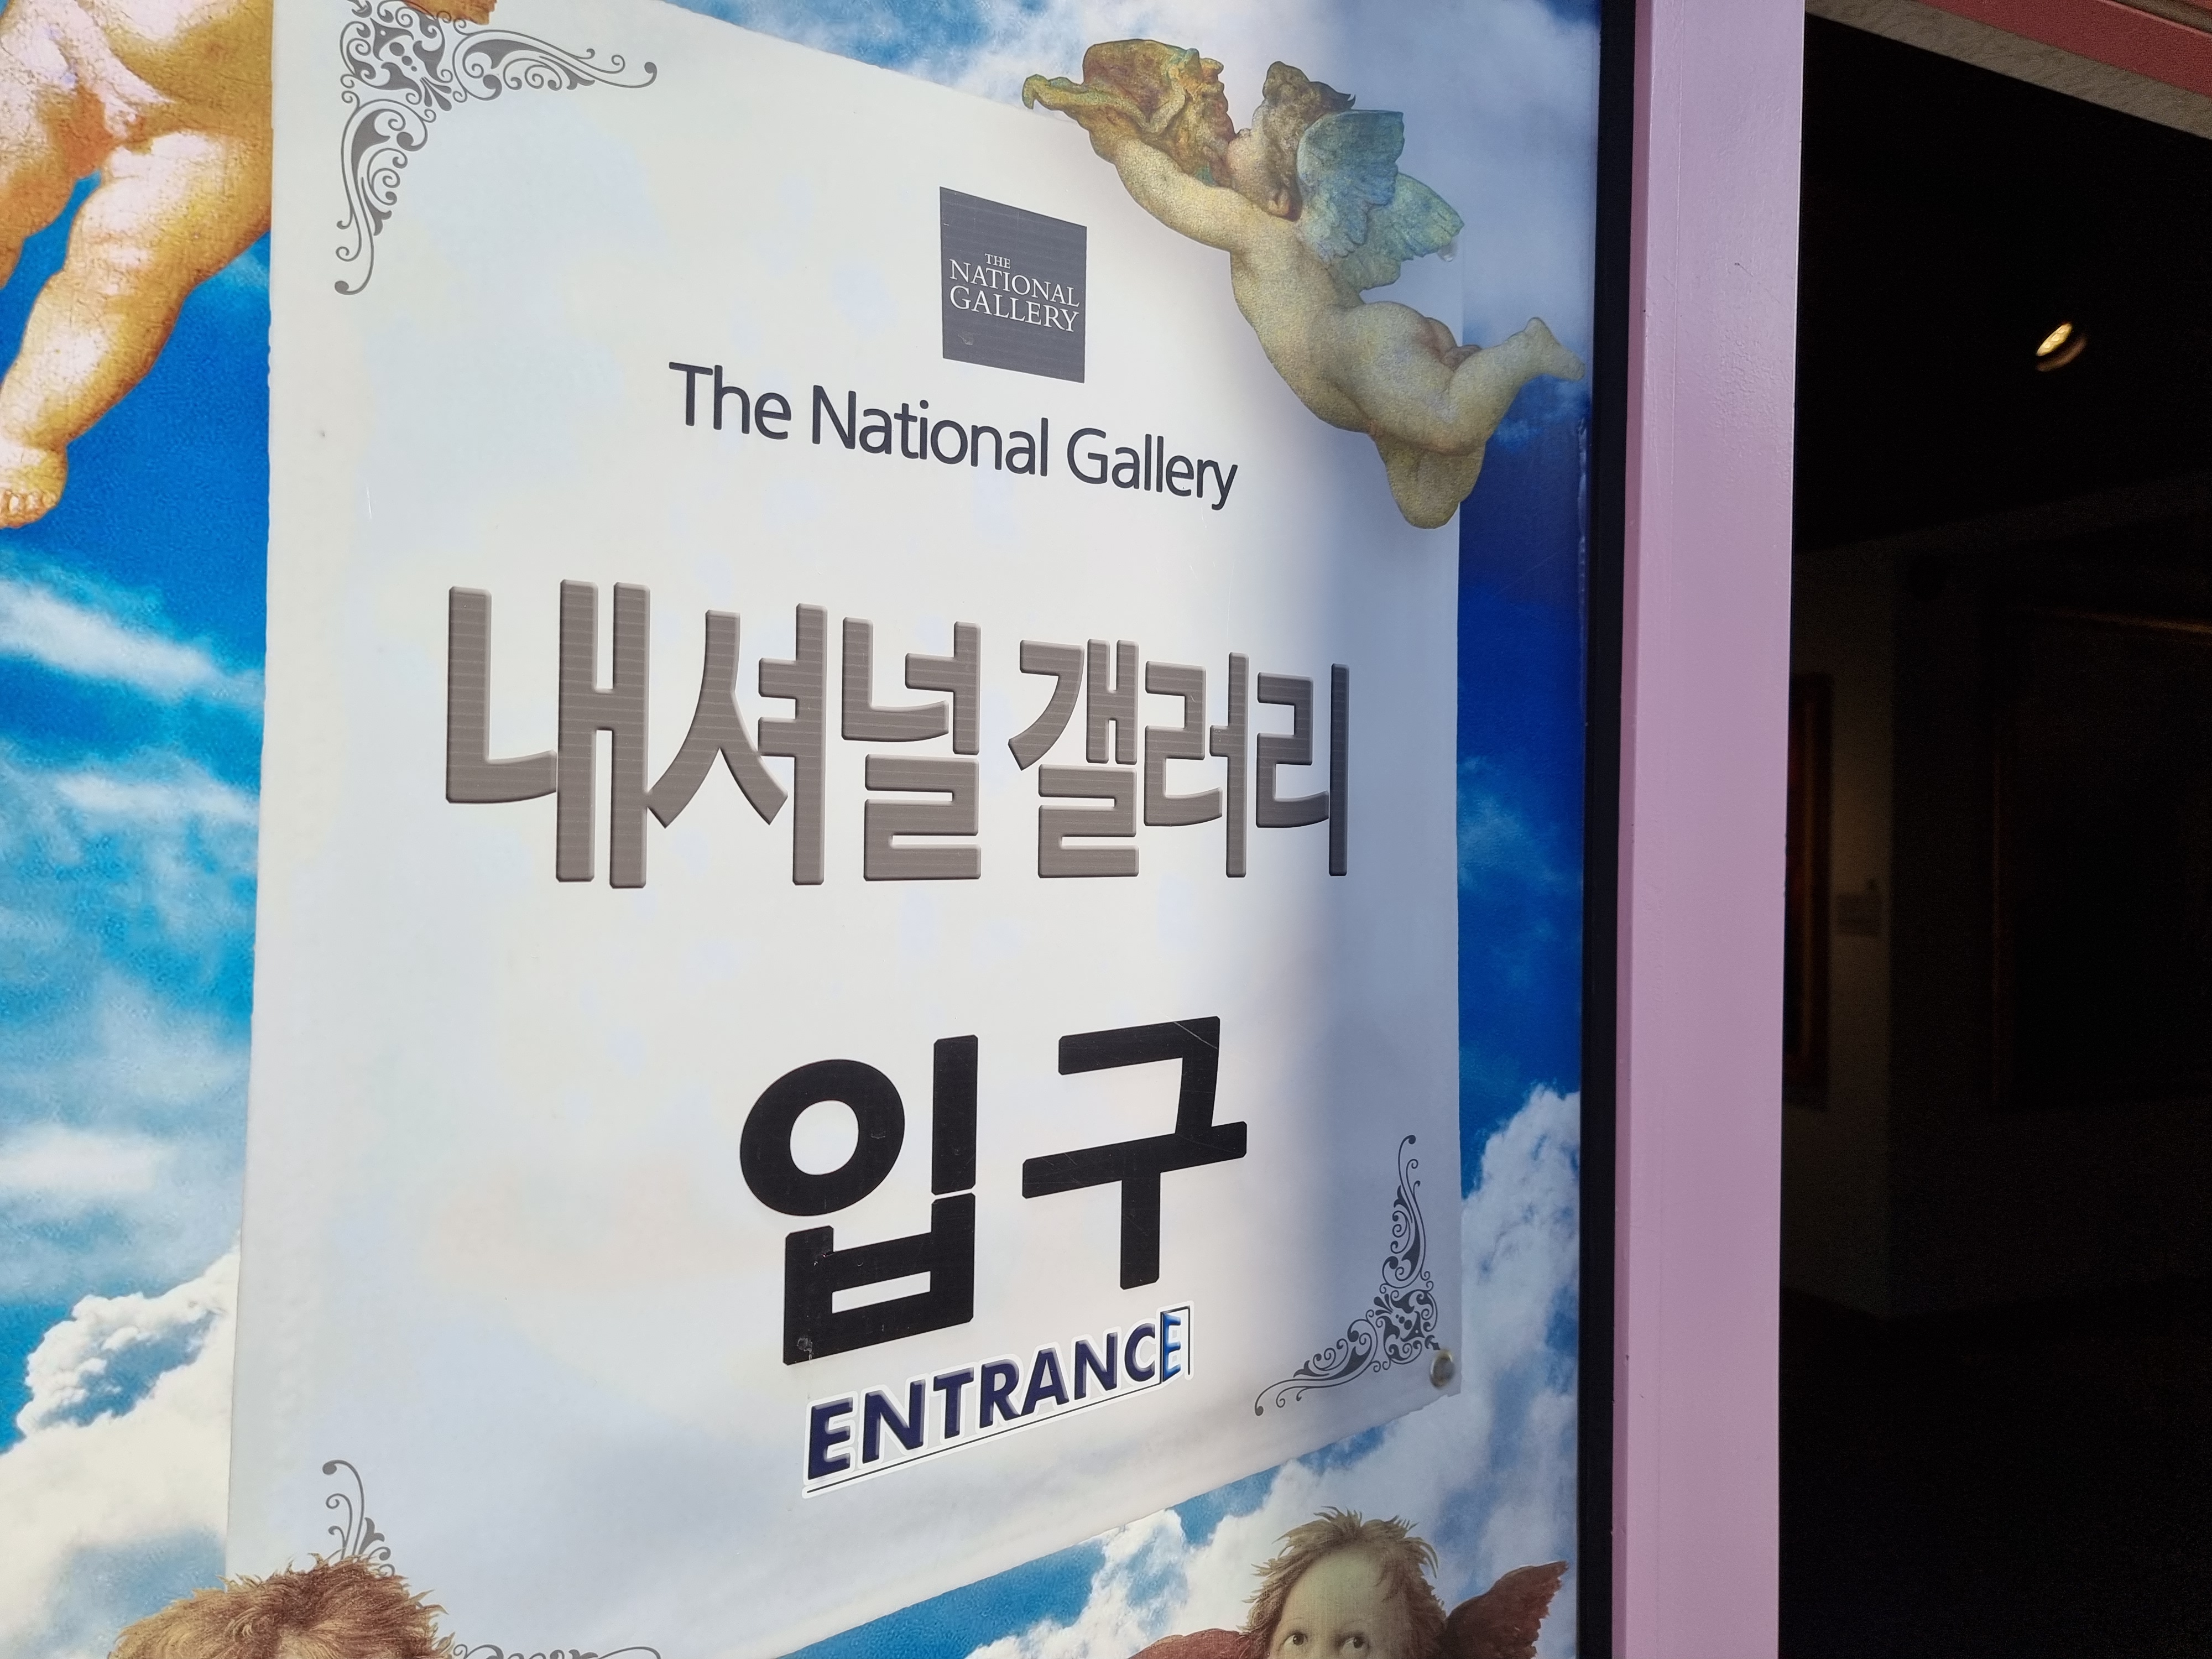 THE
NATIONAL
GALLERY
The National Gallery
내셔널 갤러리
입구
ENTRANCE